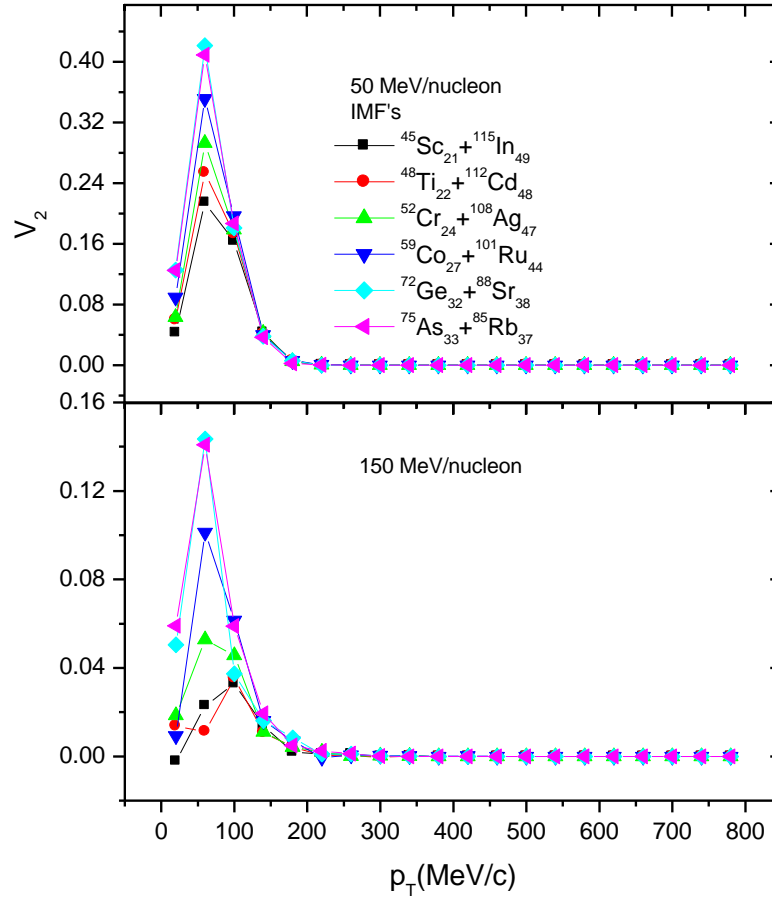 0.40
0.32
0.24
0.16
0.08
0.00
V₂
50 MeV/nucleon
IMF's
⁴⁵Sc₂₁+¹¹⁵In₄₉
⁴⁸Ti₂₂+¹¹²Cd₄₈
⁵²Cr₂₄+¹⁰⁸Ag₄₇
⁵⁹Co₂₇+¹⁰¹Ru₄₄
⁷²Ge₃₂+⁸⁸Sr₃₈
⁷⁵As₃₃+⁸⁵Rb₃₇
0.16
0.12
0.08
0.04
0.00
150 MeV/nucleon
0 100 200 300 400 500 600 700 800
p_T(MeV/c)